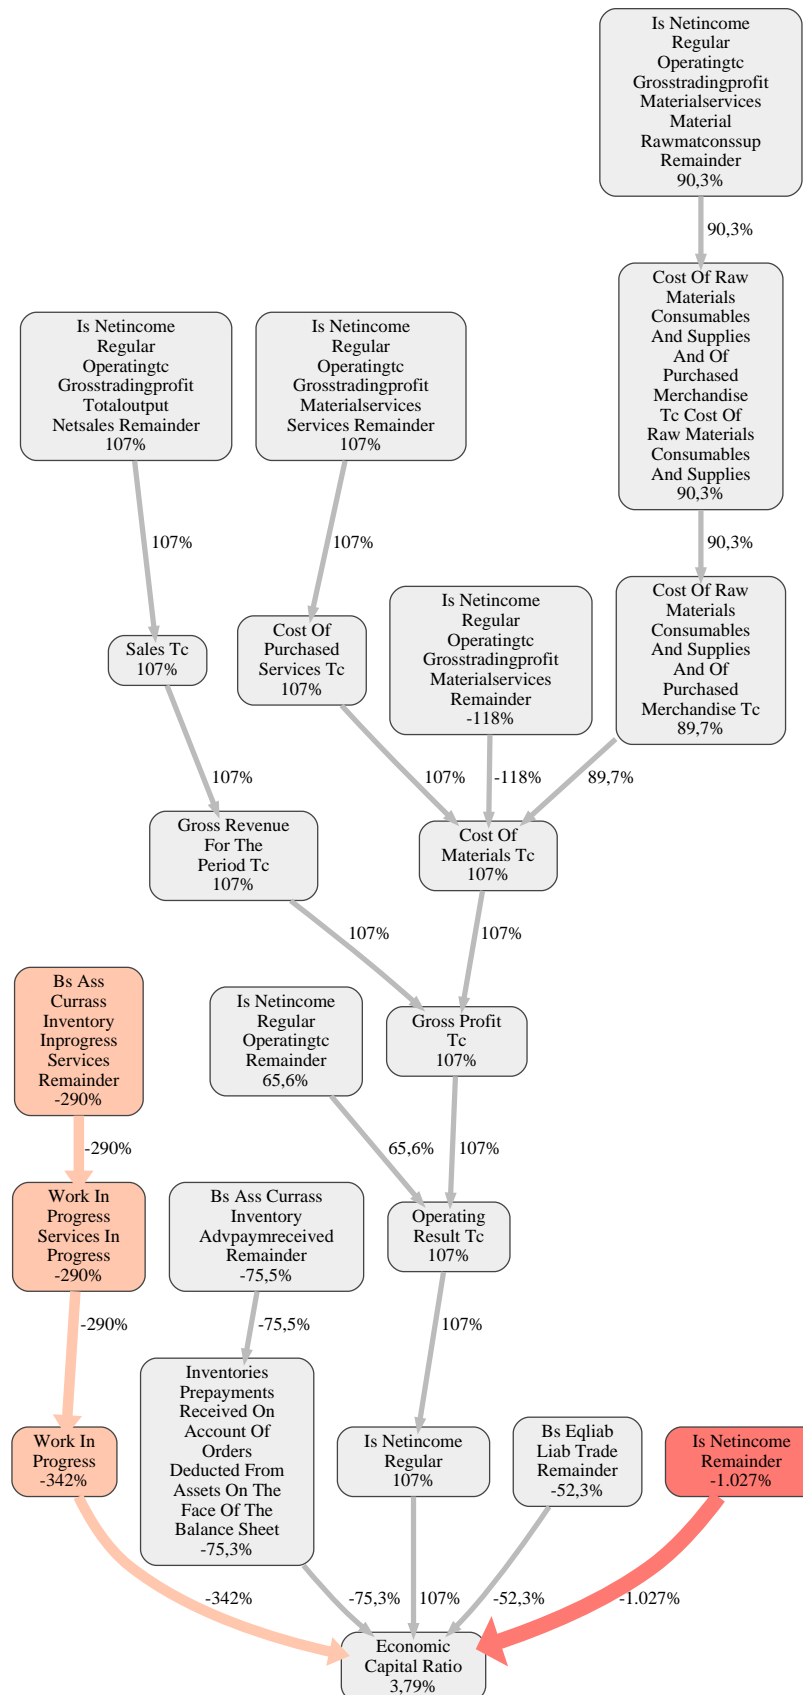 Is Netincome
Regular
Operatingtc
Grosstradingprofit
Materialservices
Material
Rawmatconssup
Remainder
90,3%
90,3%
Cost Of Raw
Materials
Consumables
And Supplies
And Of
Purchased
Merchandise
Tc Cost Of
Raw Materials
Consumables
And Supplies
90,3%
Is Netincome
Regular
Operatingtc
Grosstradingprofit
Totaloutput
Netsales Remainder
107%
Is Netincome
Regular
Operatingtc
Grosstradingprofit
Materialservices
Services Remainder
107%
107%
107%
90,3%
Sales Tc
107%
Cost Of
Purchased
Services Tc
107%
Is Netincome
Regular
Operatingtc
Grosstradingprofit
Materialservices
Remainder
-118%
Cost Of Raw
Materials
Consumables
And Supplies
And Of
Purchased
Merchandise Tc
89,7%
107%
107%
-118%
89,7%
Gross Revenue
For The
Period Tc
107%
Cost Of
Materials Tc
107%
107%
107%
Bs Ass
Currass
Inventory
Inprogress
Services
Remainder
-290%
Is Netincome
Regular
Operatingtc
Remainder
65,6%
Gross Profit
Tc
107%
-290%
65,6%
107%
Work In
Progress
Services In
Progress
-290%
Bs Ass Currass
Inventory
Advpaymreceived
Remainder
-75,5%
Operating
Result Tc
107%
-290%
-75,5%
107%
Work In
Progress
-342%
Inventories
Prepayments
Received On
Account Of
Orders
Deducted From
Assets On The
Face Of The
Balance Sheet
-75,3%
Is Netincome
Regular
107%
Bs Eqliab
Liab Trade
Remainder
-52,3%
Is Netincome
Remainder
-1.027%
-342%
-75,3%
107%
-52,3%
-1.027%
Economic
Capital Ratio
3,79%